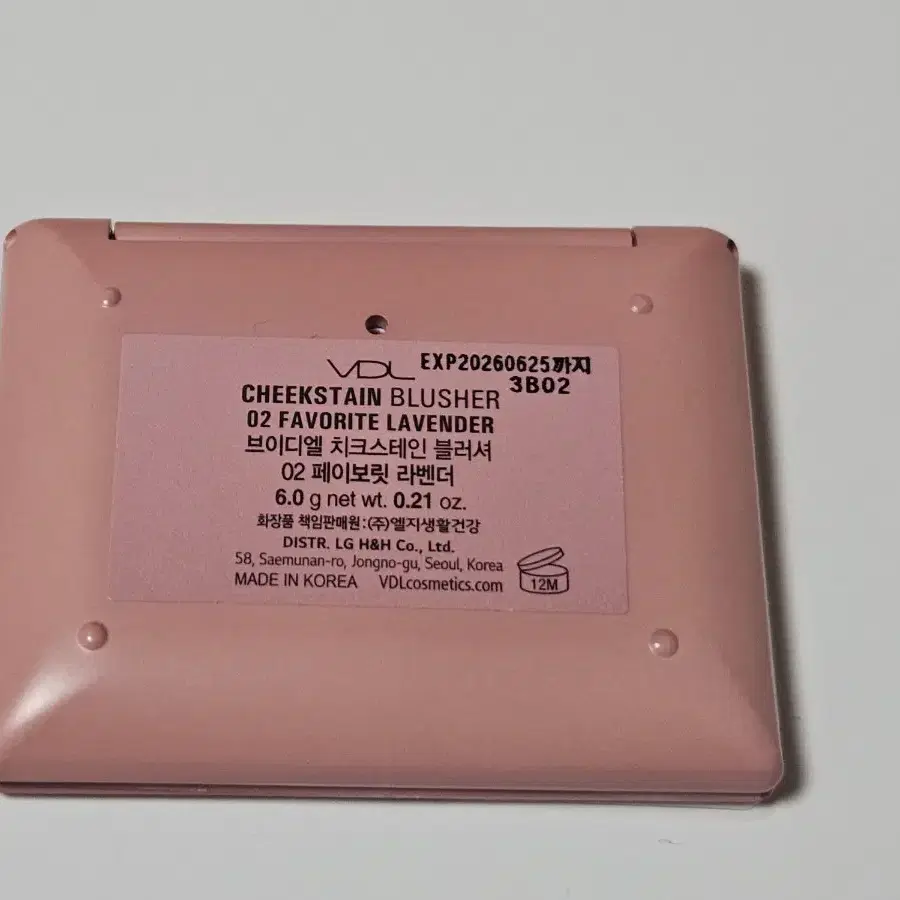 VDL EXP20260625까지
3B02
CHEEKSTAIN BLUSHER
02 FAVORITE LAVENDER
브이디엘 치크스테인 블러셔
02 페이보릿 라벤더
6.0 g net wt. 0.21 oz.
화장품 책임판매원:(주)엘지생활건강
DISTR. LG H&H Co., Ltd.
58, Saemunan-ro, Jongno-gu, Seoul, Korea
MADE IN KOREA VDLcosmetics.com
12M